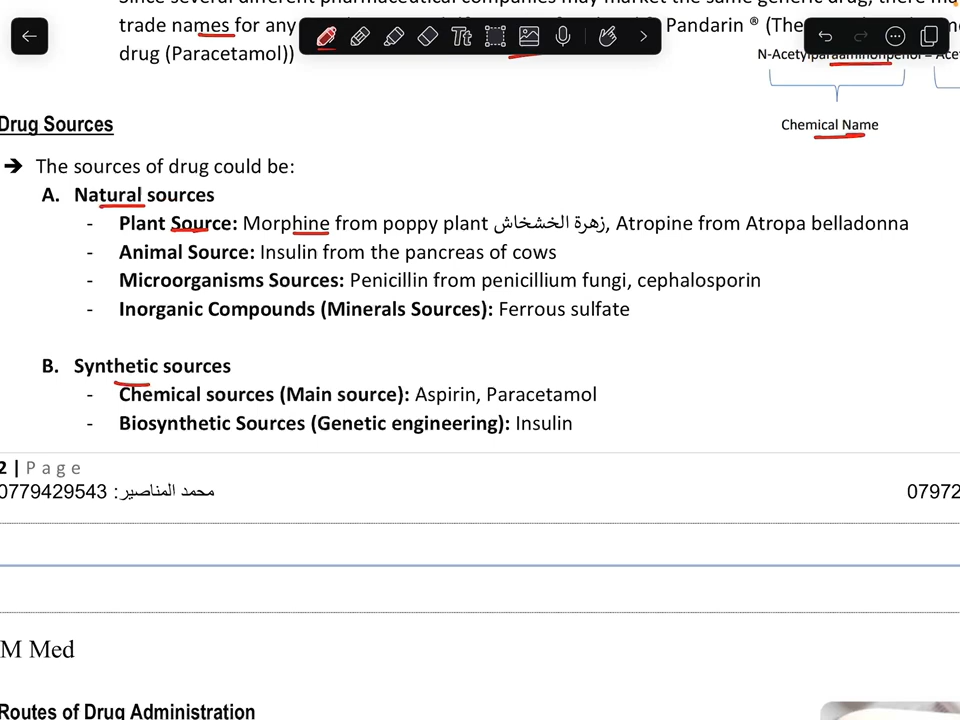 trade names for any
Pandarin ® (The
drug (Paracetamol))
Chemical Name
Drug Sources
➔ The sources of drug could be:
A. Natural sources
- Plant Source: Morphine from poppy plant زهرة الخشخاش, Atropine from Atropa belladonna
- Animal Source: Insulin from the pancreas of cows
- Microorganisms Sources: Penicillin from penicillium fungi, cephalosporin
- Inorganic Compounds (Minerals Sources): Ferrous sulfate
B. Synthetic sources
- Chemical sources (Main source): Aspirin, Paracetamol
- Biosynthetic Sources (Genetic engineering): Insulin
2 | Page
0779429543 :محمد المناصير 07972
M Med
Routes of Drug Administration